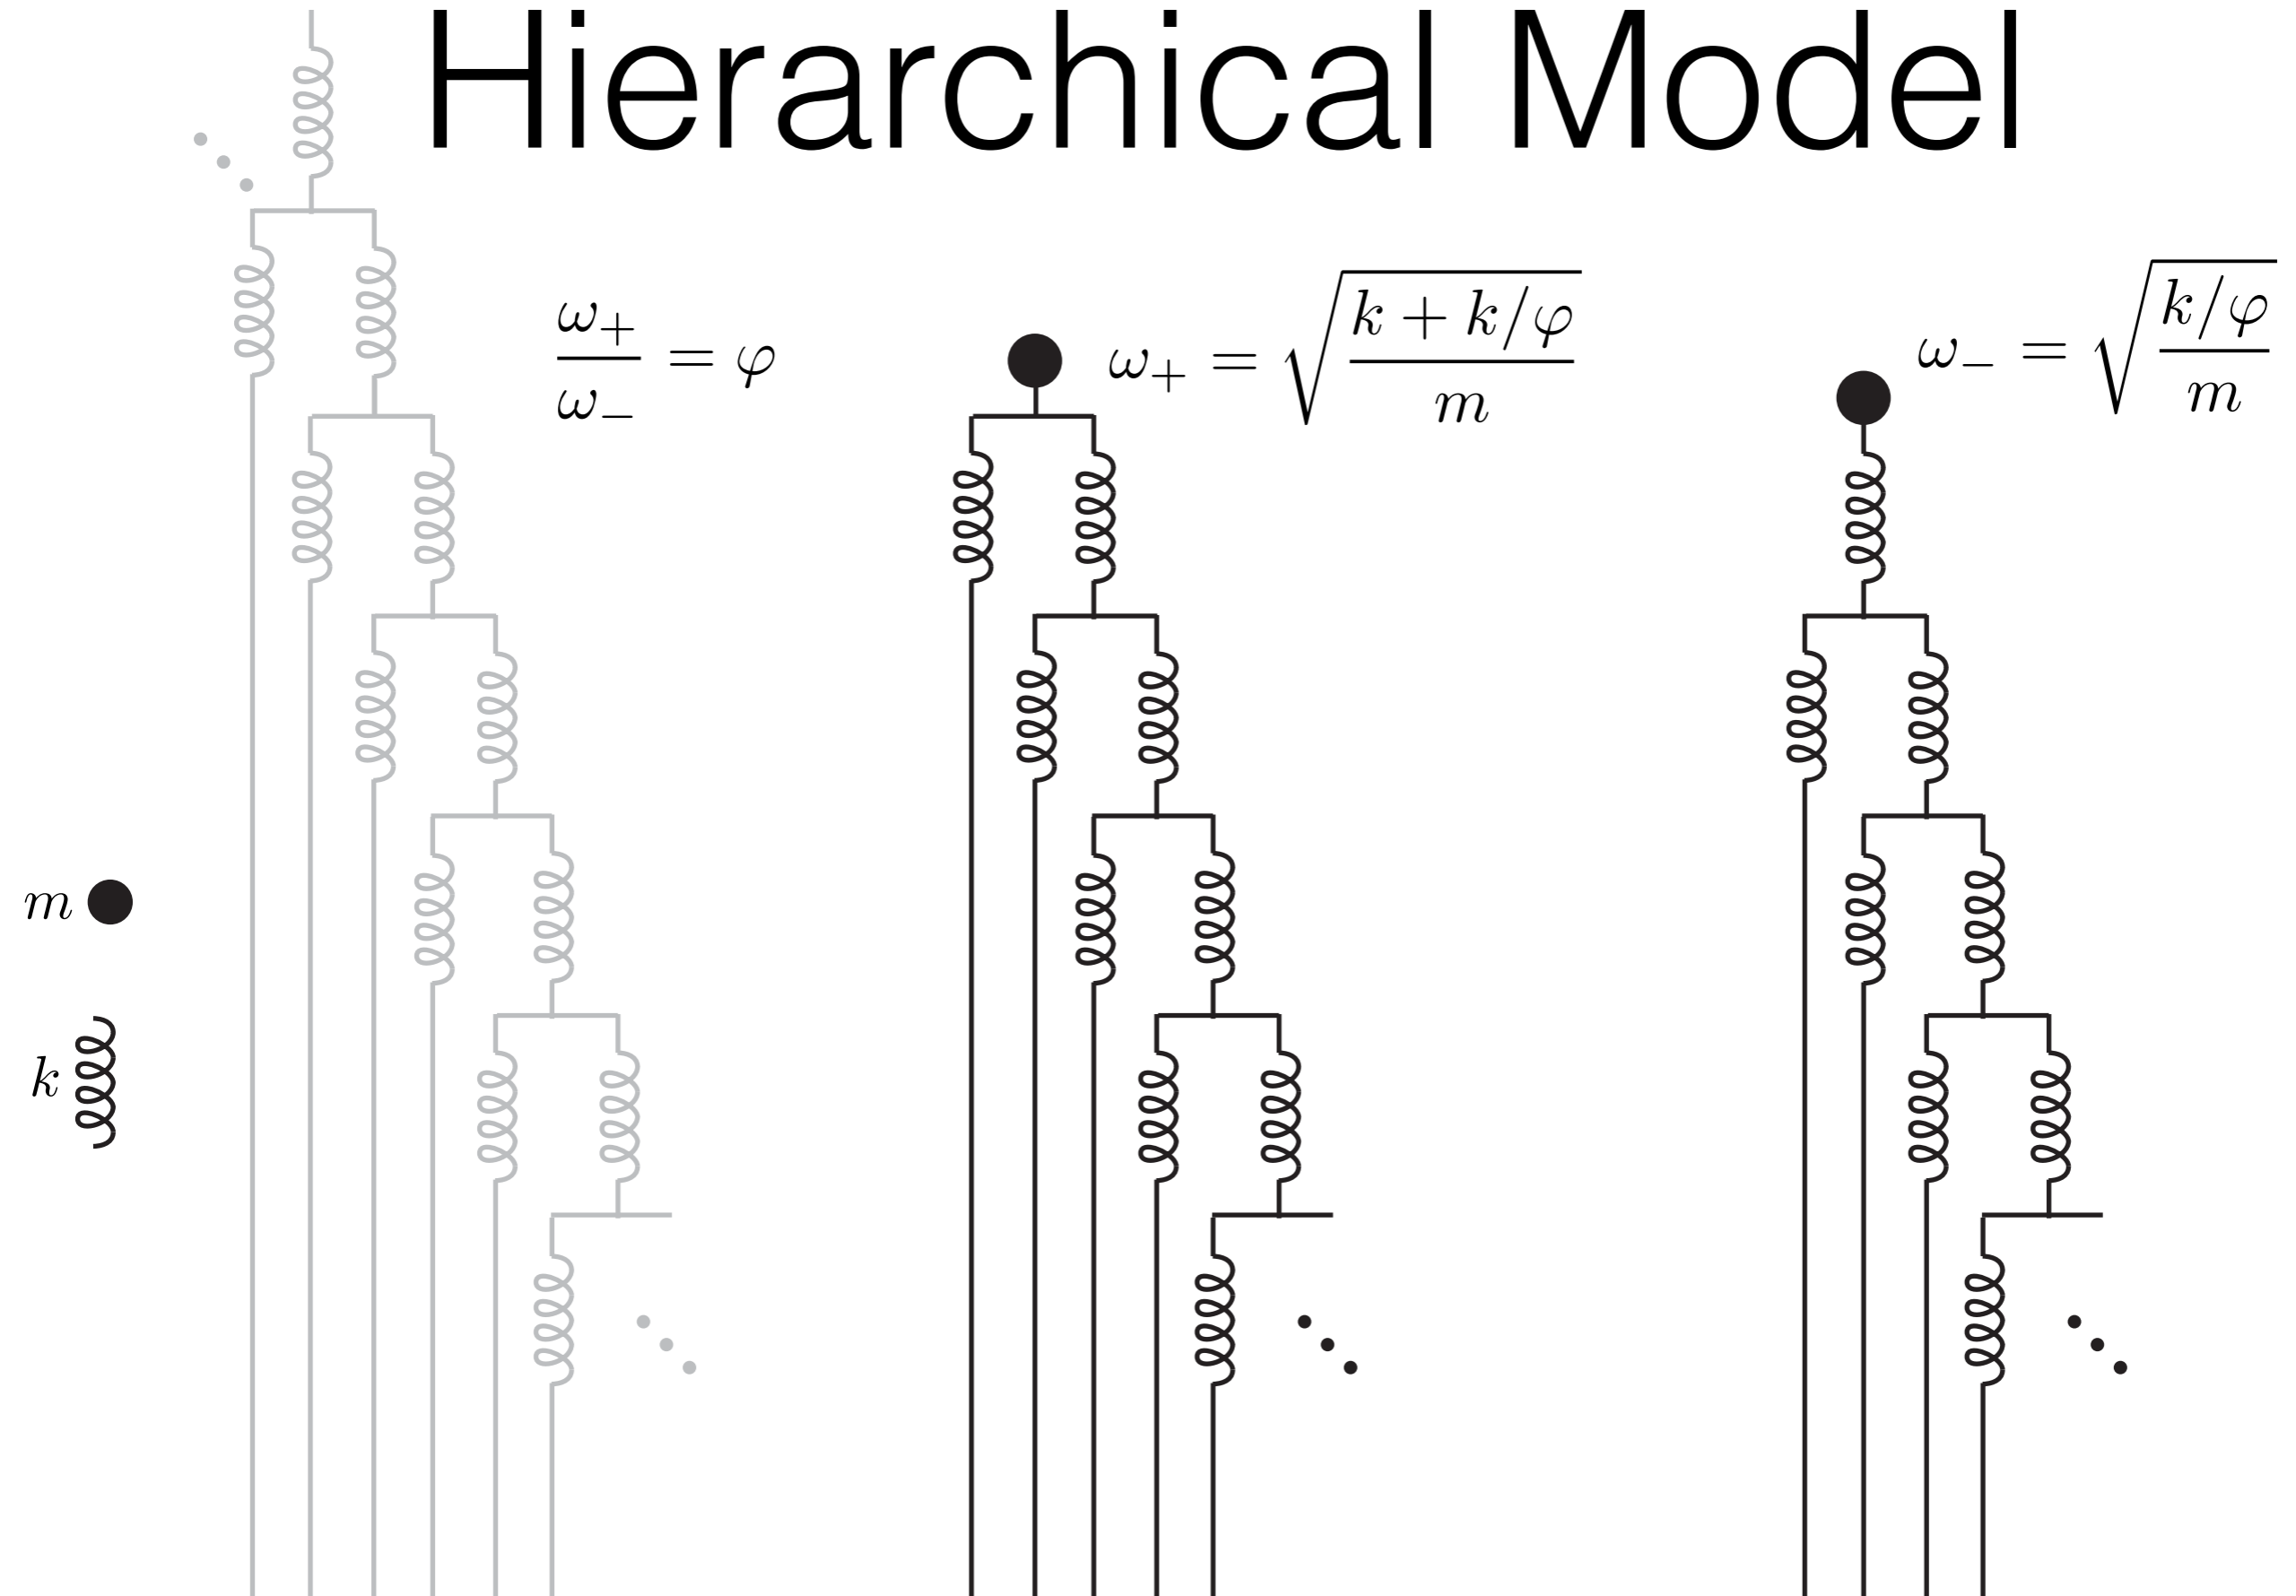 Hierarchical Model
ω₊/ω₋ = φ
ω₊ = √((k + k/φ)/m)
ω₋ = √((k/φ)/m)
m
k